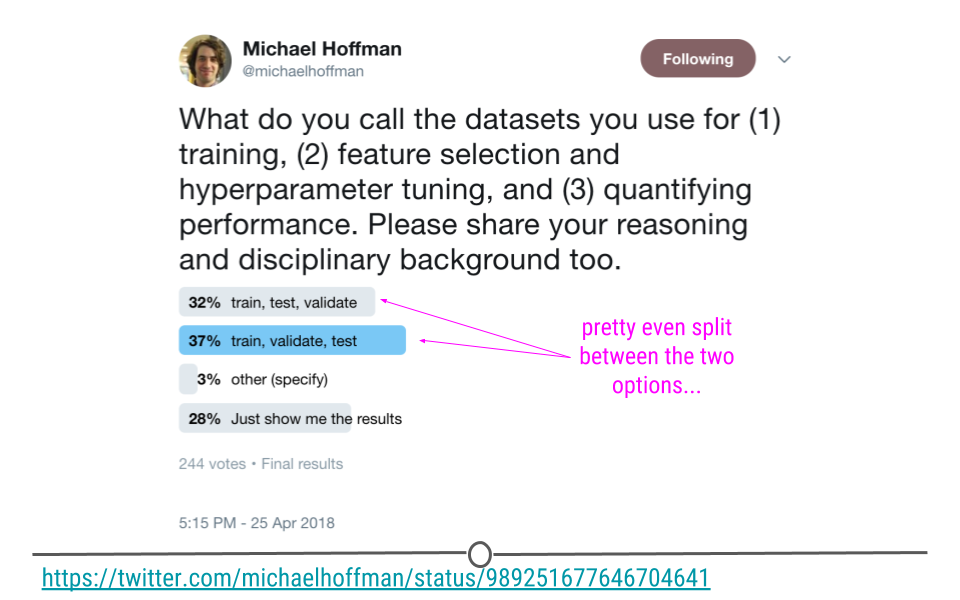 Michael Hoffman
@michaelhoffman
Following
What do you call the datasets you use for (1)
training, (2) feature selection and
hyperparameter tuning, and (3) quantifying
performance. Please share your reasoning
and disciplinary background too.
32% train, test, validate
37% train, validate, test
3% other (specify)
28% Just show me the results
pretty even split
between the two
options...
244 votes • Final results
5:15 PM - 25 Apr 2018
https://twitter.com/michaelhoffman/status/989251677646704641